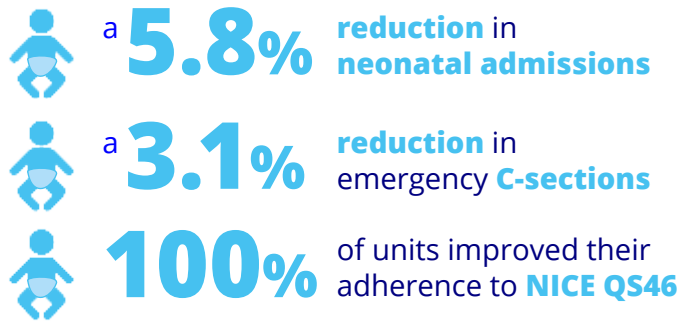 a 5.8% reduction in
neonatal admissions
a 3.1% reduction in
emergency C-sections
100% of units improved their
adherence to NICE QS46